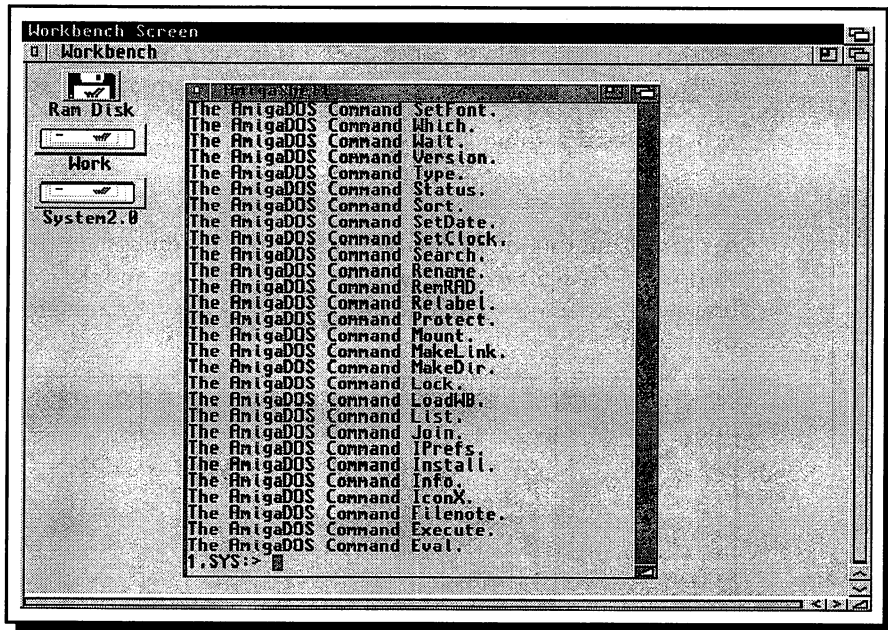 Workbench Screen
Workbench
Ram Disk
Work
System2.0
AmigaShell
The AmigaDOS Command SetFont.
The AmigaDOS Command Which.
The AmigaDOS Command Wait.
The AmigaDOS Command Version.
The AmigaDOS Command Type.
The AmigaDOS Command Status.
The AmigaDOS Command Sort.
The AmigaDOS Command SetDate.
The AmigaDOS Command SetClock.
The AmigaDOS Command Search.
The AmigaDOS Command Rename.
The AmigaDOS Command RemRAD.
The AmigaDOS Command Relabel.
The AmigaDOS Command Protect.
The AmigaDOS Command Mount.
The AmigaDOS Command MakeLink.
The AmigaDOS Command MakeDir.
The AmigaDOS Command Lock.
The AmigaDOS Command LoadWB.
The AmigaDOS Command List.
The AmigaDOS Command Join.
The AmigaDOS Command IPrefs.
The AmigaDOS Command Install.
The AmigaDOS Command Info.
The AmigaDOS Command IconX.
The AmigaDOS Command Filenote.
The AmigaDOS Command Execute.
The AmigaDOS Command Eval.
1.SYS:>